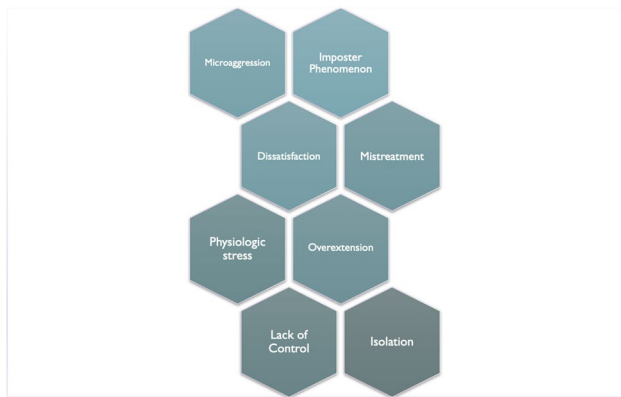 Microaggression
Imposter
Phenomenon
Dissatisfaction
Mistreatment
Physiologic
stress
Overextension
Lack of
Control
Isolation